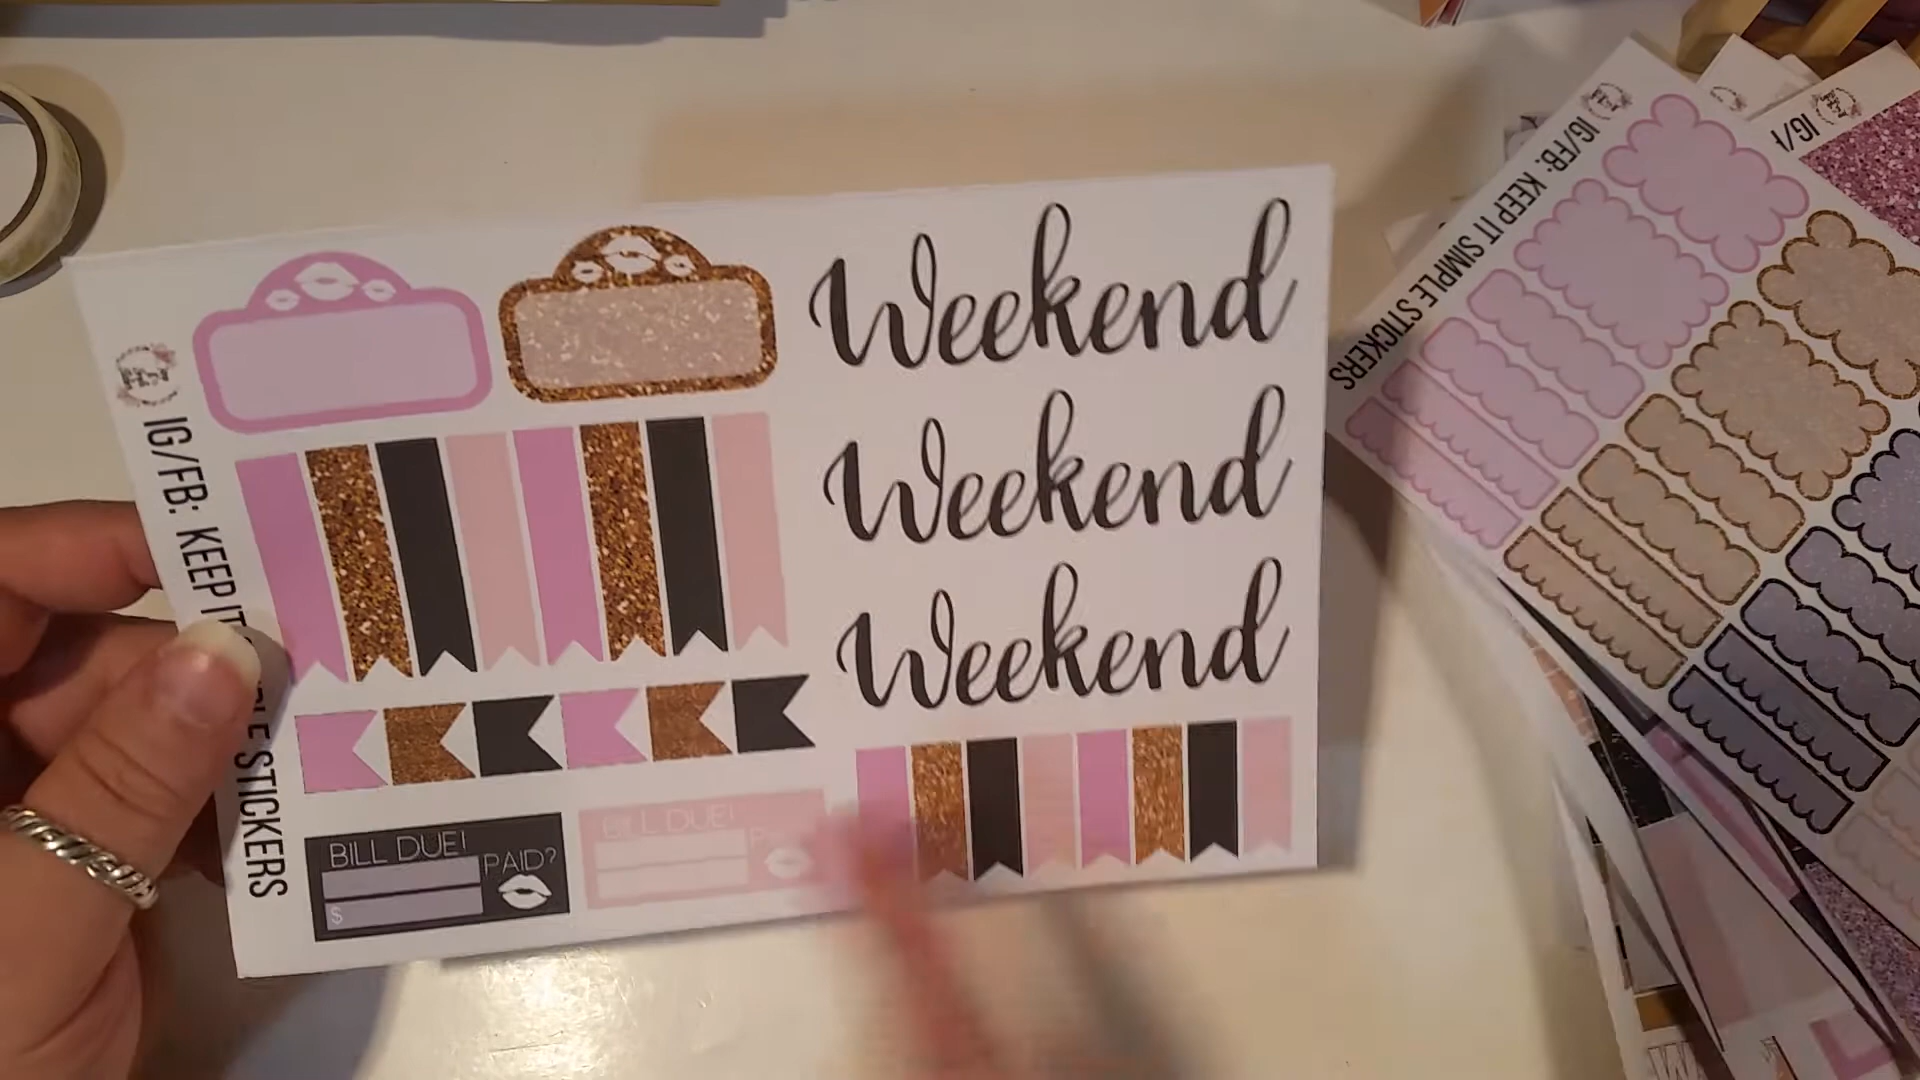 IG/FB: KEEP IT STICKERS
Weekend
Weekend
Weekend
BILL DUE!
PAID?
$
BILL DUE!
IG/FB: KEEP IT SIMPLE STICKERS
IG/